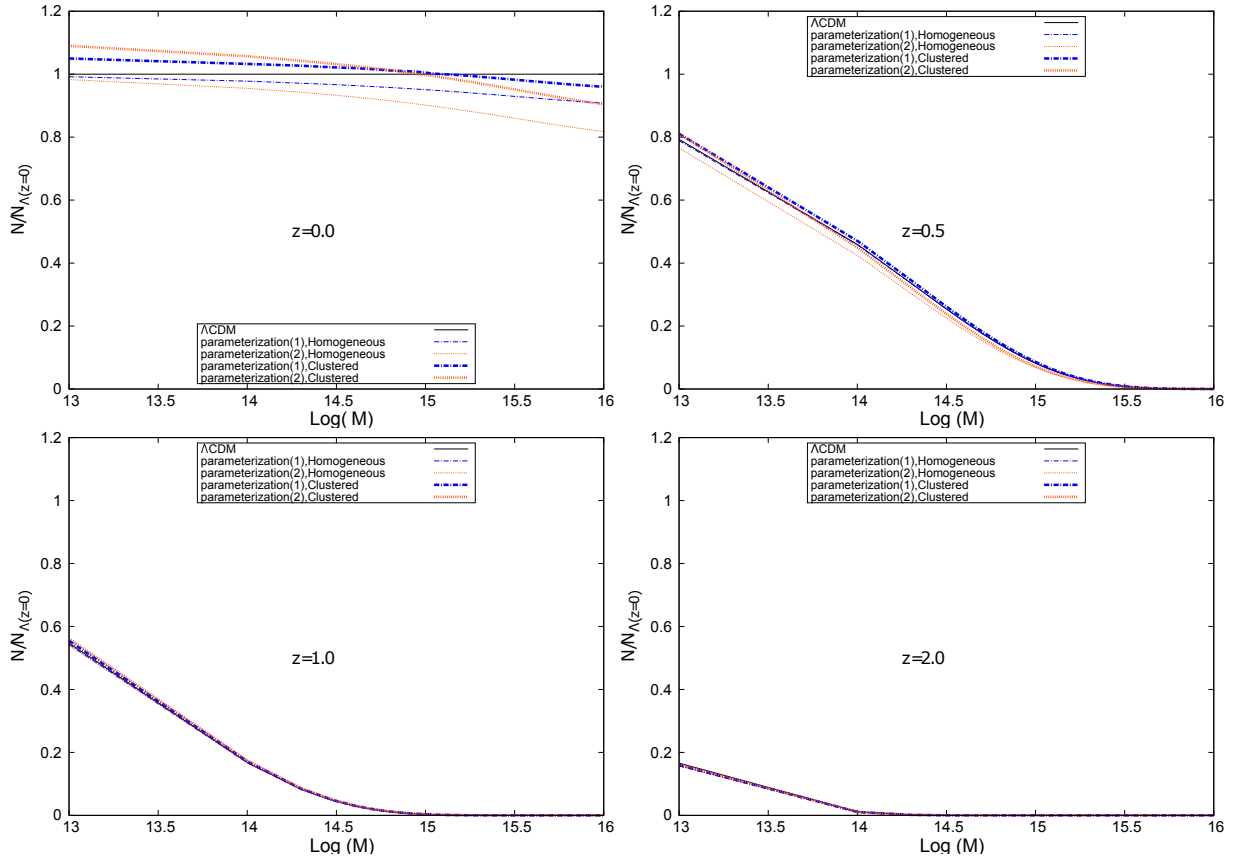 1.2
1
0.8
0.6
0.4
0.2
0
N/N_Λ(z=0)
z=0.0
ΛCDM
parameterization(1),Homogeneous
parameterization(2),Homogeneous
parameterization(1),Clustered
parameterization(2),Clustered
13 13.5 14 14.5 15 15.5 16
Log( M)
1.2
1
0.8
0.6
0.4
0.2
0
N/N_Λ(z=0)
ΛCDM
parameterization(1),Homogeneous
parameterization(2),Homogeneous
parameterization(1),Clustered
parameterization(2),Clustered
z=0.5
13 13.5 14 14.5 15 15.5 16
Log (M)
1.2
1
0.8
0.6
0.4
0.2
0
N/N_Λ(z=0)
ΛCDM
parameterization(1),Homogeneous
parameterization(2),Homogeneous
parameterization(1),Clustered
parameterization(2),Clustered
z=1.0
13 13.5 14 14.5 15 15.5 16
Log (M)
1.2
1
0.8
0.6
0.4
0.2
0
N/N_Λ(z=0)
ΛCDM
parameterization(1),Homogeneous
parameterization(2),Homogeneous
parameterization(1),Clustered
parameterization(2),Clustered
z=2.0
13 13.5 14 14.5 15 15.5 16
Log (M)